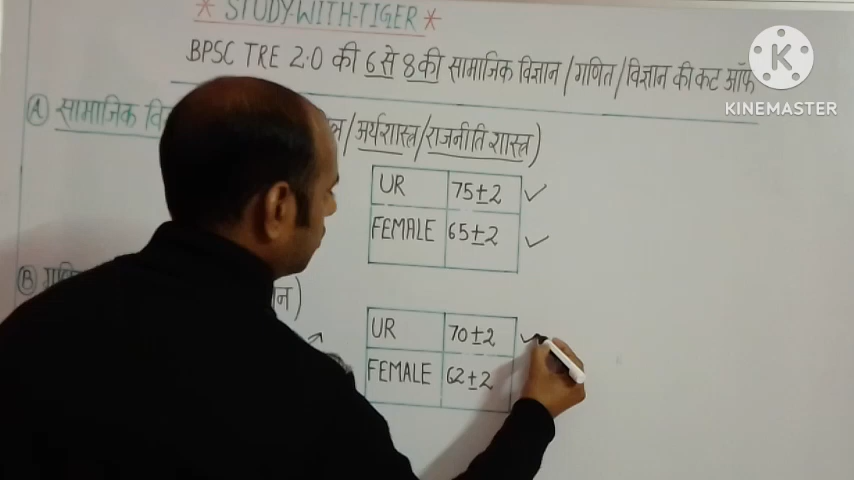 * STUDY-WITH-TIGER *
BPSC TRE 2.0 की 6 से 8 की सामाजिक विज्ञान / गणित / विज्ञान की कट ऑफ
KINEMASTER
(A) सामाजिक / अर्थशास्त्र / राजनीति शास्त्र)
UR 75±2 ✓
FEMALE 65±2 ✓
(B)
UR 70±2
FEMALE 62±2